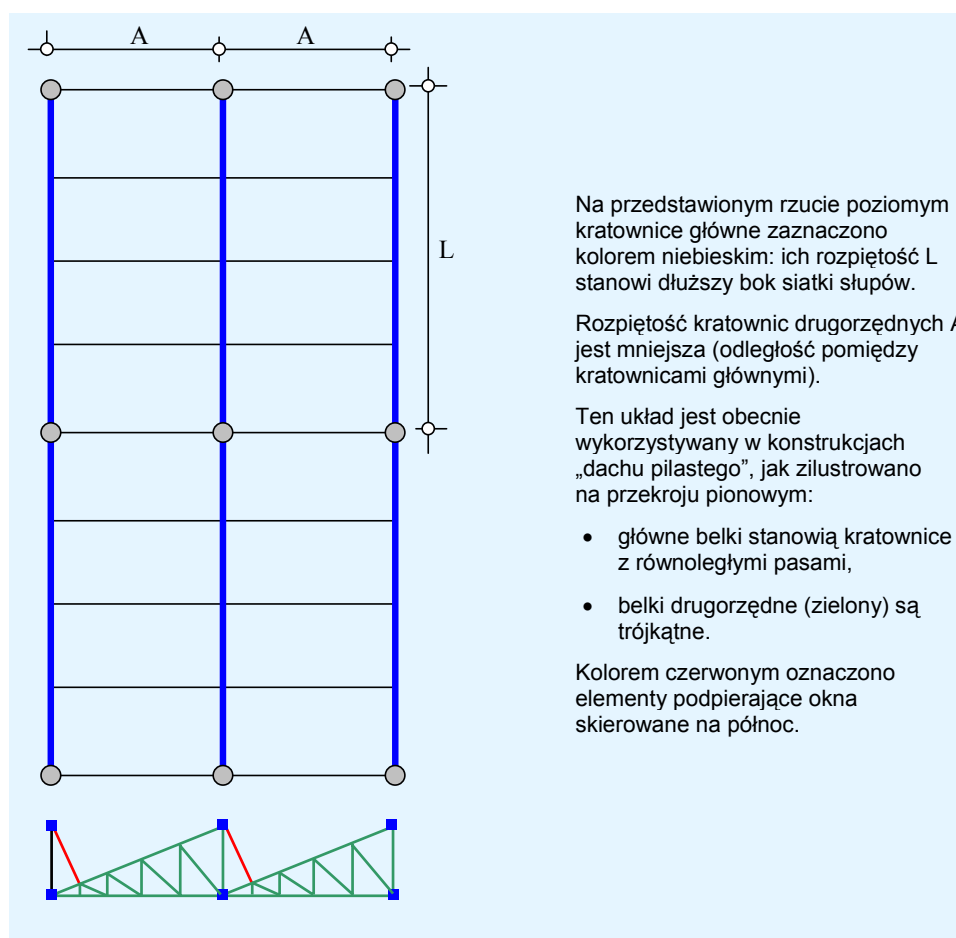 A A
L
Na przedstawionym rzucie poziomym
kratownice główne zaznaczono
kolorem niebieskim: ich rozpiętość L
stanowi dłuższy bok siatki słupów.
Rozpiętość kratownic drugorzędnych A
jest mniejsza (odległość pomiędzy
kratownicami głównymi).
Ten układ jest obecnie
wykorzystywany w konstrukcjach
„dachu pilastego”, jak zilustrowano
na przekroju pionowym:
• główne belki stanowią kratownice
z równoległymi pasami,
• belki drugorzędne (zielony) są
trójkątne.
Kolorem czerwonym oznaczono
elementy podpierające okna
skierowane na północ.